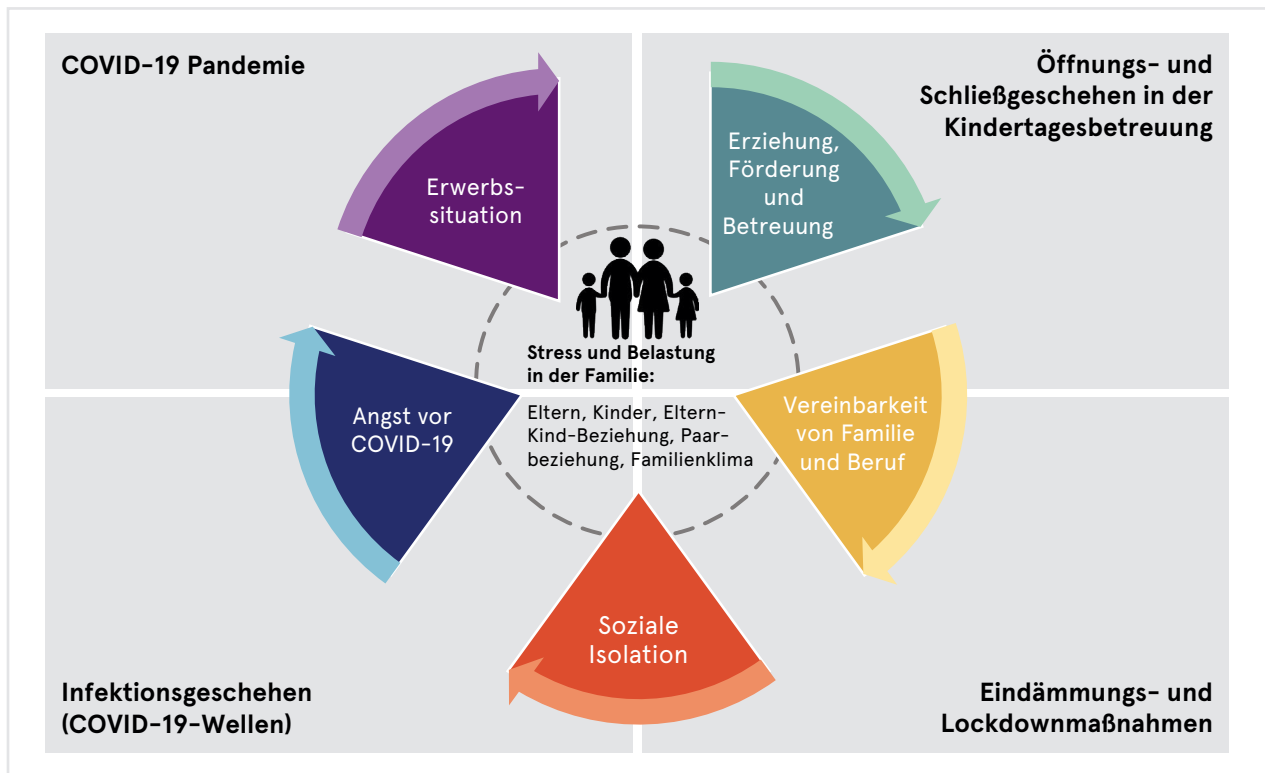 COVID-19 Pandemie
Öffnungs- und
Schließgeschehen in der
Kindertagesbetreuung
Erwerbs-
situation
Erziehung,
Förderung
und
Betreuung
Stress und Belastung
in der Familie:
Eltern, Kinder, Eltern-
Kind-Beziehung, Paar-
beziehung, Familienklima
Angst vor
COVID-19
Vereinbarkeit
von Familie
und Beruf
Soziale
Isolation
Infektionsgeschehen
(COVID-19-Wellen)
Eindämmungs- und
Lockdownmaßnahmen